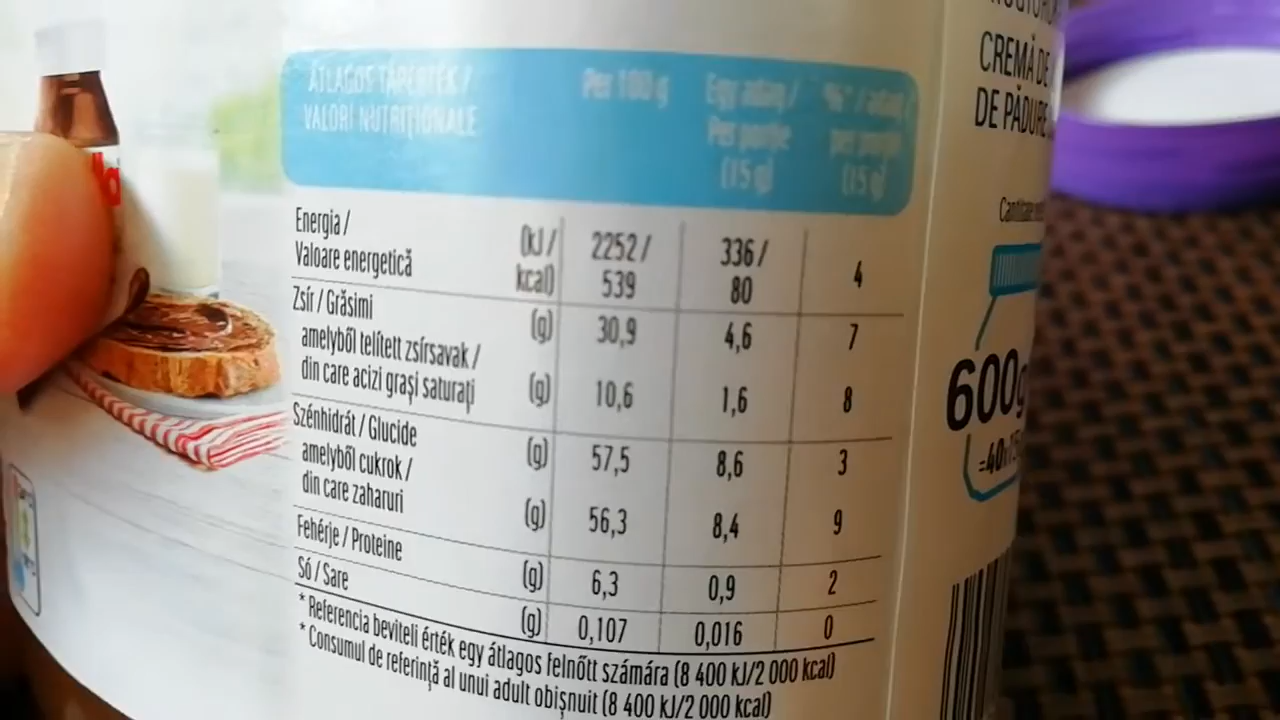 la
ÁTLAGOS TÁPÉRTÉK /
VALORI NUTRIȚIONALE
Per 100 g
Egy adag /
Per porție
(15 g)
%* / adag
per porție
(15 g)
Energia /
Valoare energetică
(kJ /
kcal)
2252 /
539
336 /
80
4
Zsír / Grăsimi (g) 30,9 4,6 7
amelyből telített zsírsavak /
din care acizi grași saturați (g) 10,6 1,6 8
Szénhidrát / Glucide (g) 57,5 8,6 3
amelyből cukrok /
din care zaharuri (g) 56,3 8,4 9
Fehérje / Proteine (g) 6,3 0,9 2
Só / Sare (g) 0,107 0,016 0
* Referencia beviteli érték egy átlagos felnőtt számára (8 400 kJ/2 000 kcal)
* Consumul de referință al unui adult obișnuit (8 400 kJ/2 000 kcal)
CREMĂ DE
DE PĂDURE
600g